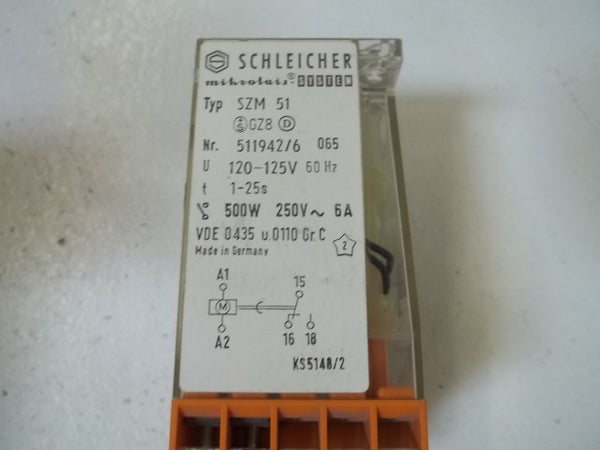 SCHLEICHER
mikrolais® SYSTEM
Typ SZM 51
S GZ8 D
Nr. 511942/6 065
U 120-125V 60 Hz
t 1-25s
500W 250V~ 6A
VDE 0435 u.0110 Gr.C
Made in Germany
2
A1
15
M
A2
16 18
KS5148/2